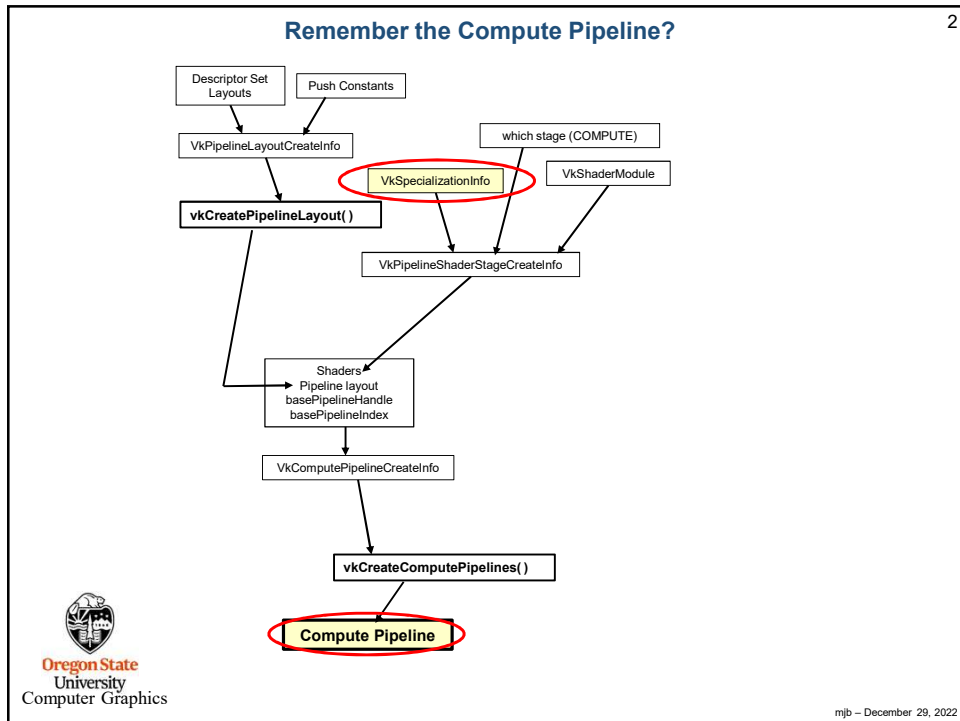 Remember the Compute Pipeline?
2
Descriptor Set
Layouts
Push Constants
which stage (COMPUTE)
VkPipelineLayoutCreateInfo
VkSpecializationInfo
VkShaderModule
vkCreatePipelineLayout( )
VkPipelineShaderStageCreateInfo
Shaders
Pipeline layout
basePipelineHandle
basePipelineIndex
VkComputePipelineCreateInfo
vkCreateComputePipelines( )
Compute Pipeline
Oregon State
University
Computer Graphics
mjb – December 29, 2022